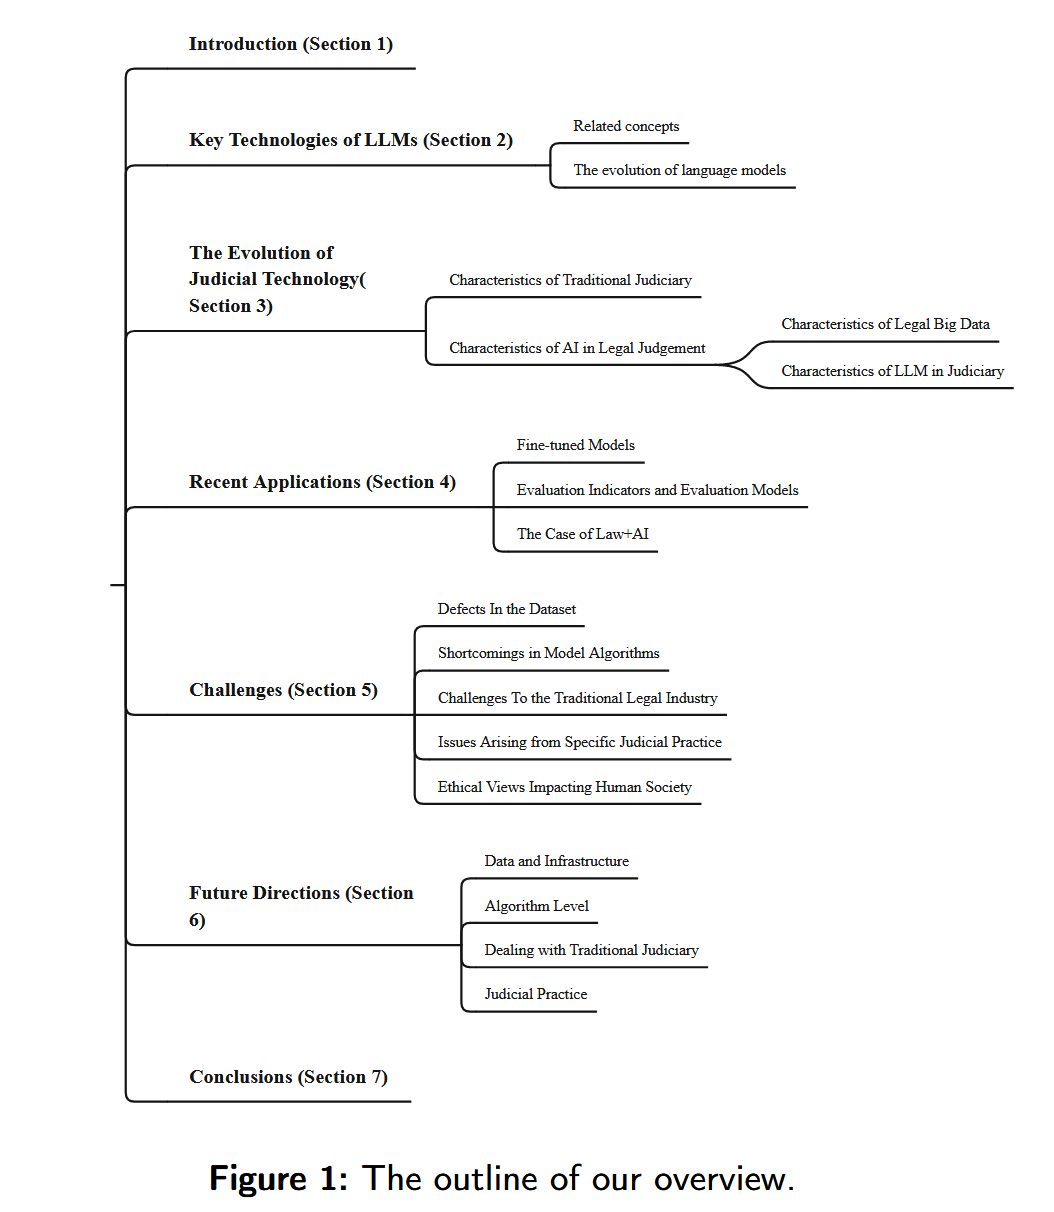 Introduction (Section 1)
Key Technologies of LLMs (Section 2)
Related concepts
The evolution of language models
The Evolution of
Judicial Technology(
Section 3)
Characteristics of Traditional Judiciary
Characteristics of AI in Legal Judgement
Characteristics of Legal Big Data
Characteristics of LLM in Judiciary
Recent Applications (Section 4)
Fine-tuned Models
Evaluation Indicators and Evaluation Models
The Case of Law+AI
Challenges (Section 5)
Defects In the Dataset
Shortcomings in Model Algorithms
Challenges To the Traditional Legal Industry
Issues Arising from Specific Judicial Practice
Ethical Views Impacting Human Society
Future Directions (Section
6)
Data and Infrastructure
Algorithm Level
Dealing with Traditional Judiciary
Judicial Practice
Conclusions (Section 7)
Figure 1: The outline of our overview.